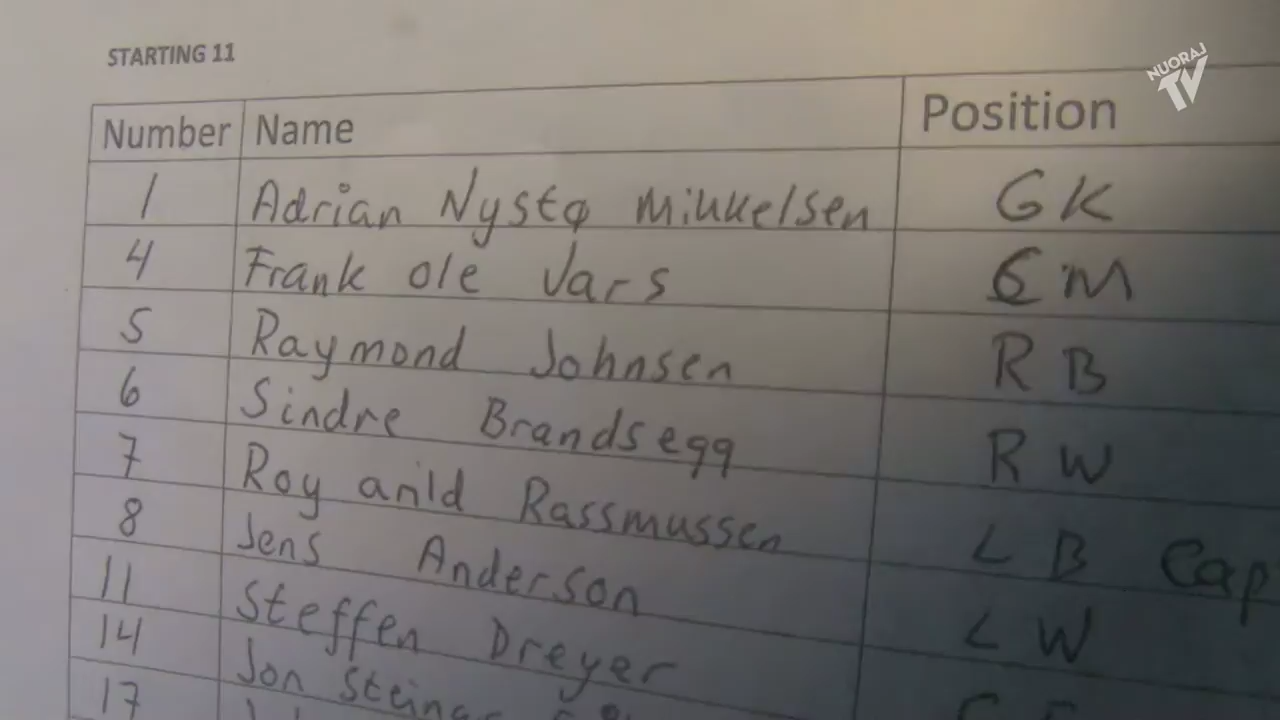 NUORAJ TV
STARTING 11
Number Name Position
1 Adrian Nystø Mikkelsen GK
4 Frank ole Vars CM
5 Raymond Johnsen RB
6 Sindre Brandsegg RW
7 Roy arild Rassmussen LB Cap
8 Jens Anderson LW
11 Steffen Dreyer
14 Jon
17